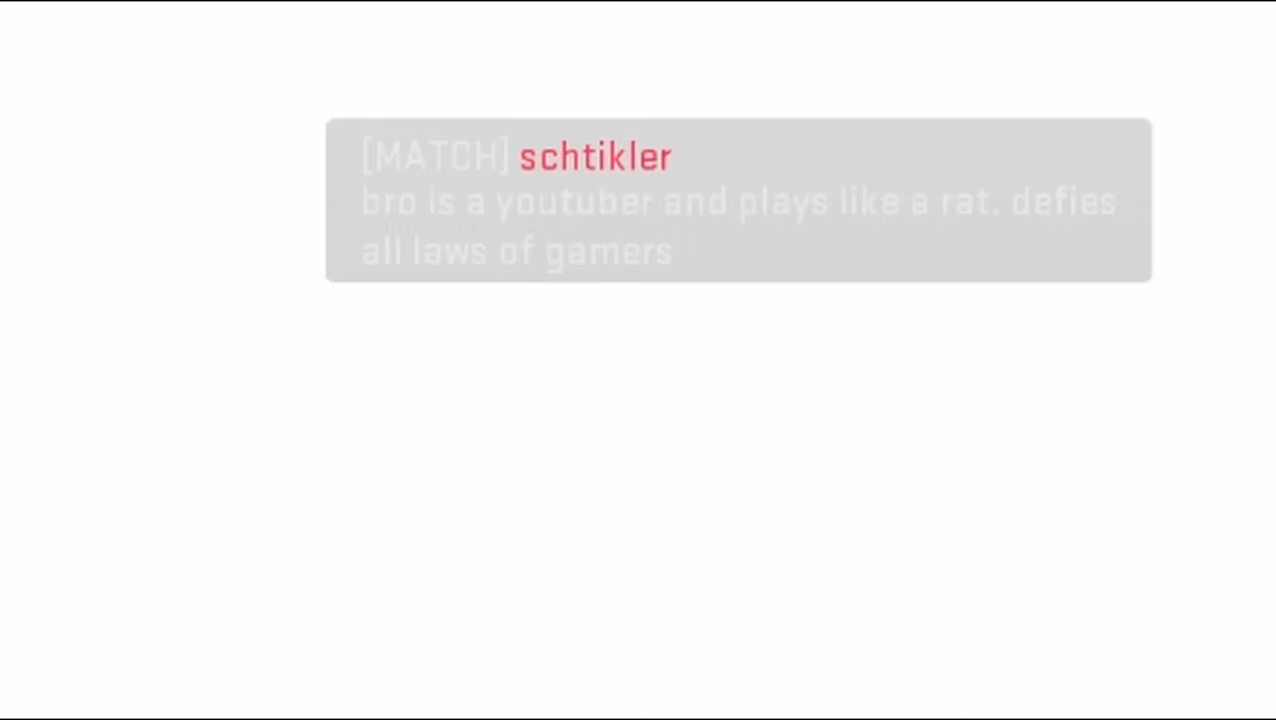 [MATCH] schtikler
bro is a youtuber and plays like a rat. defies
all laws of gamers